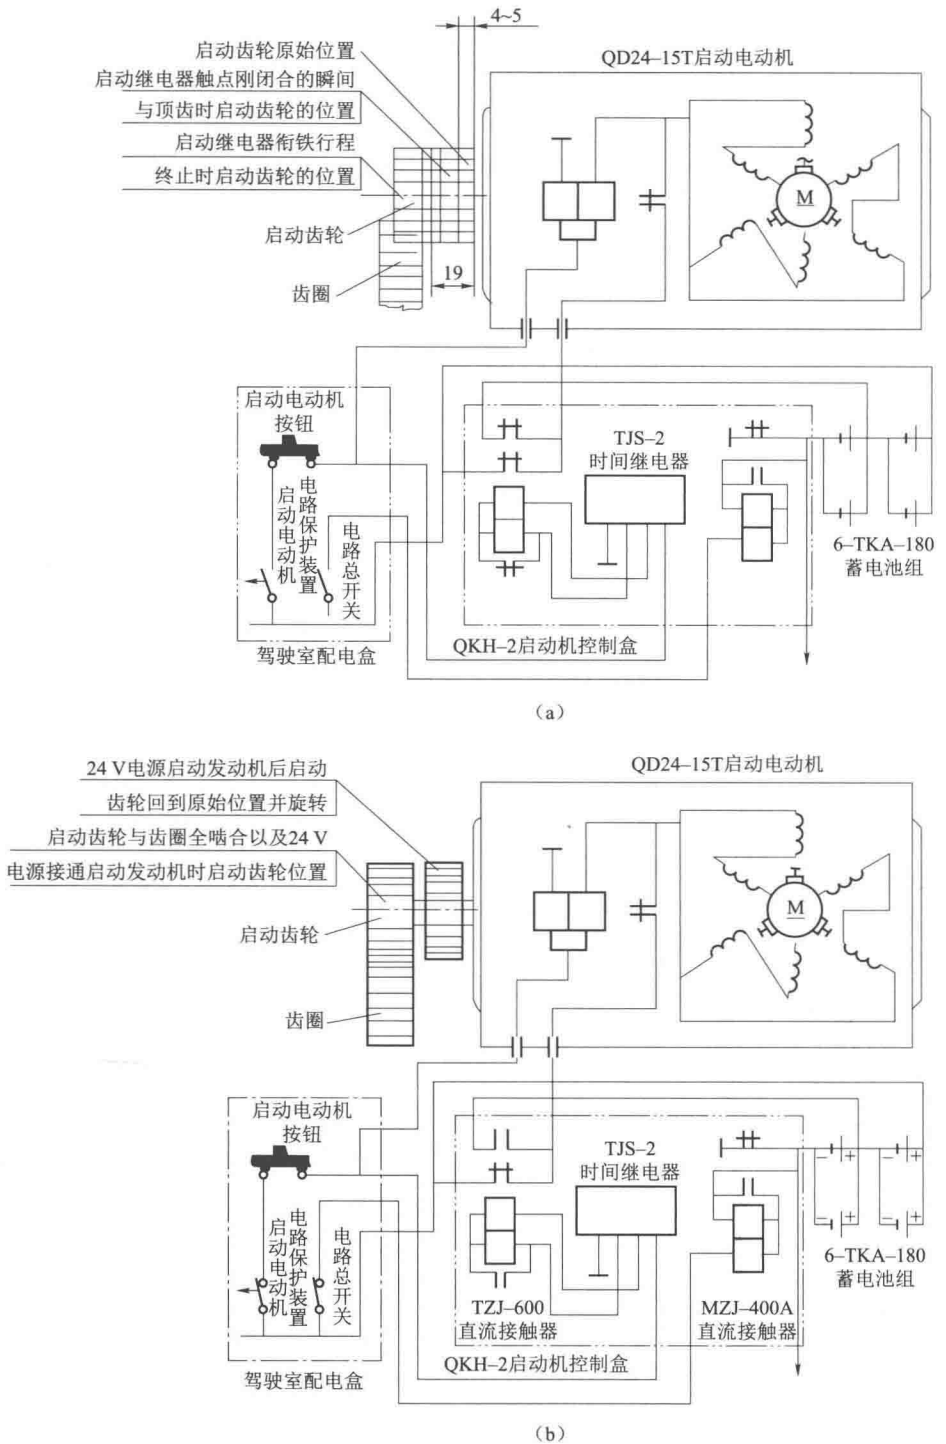 4~5
启动齿轮原始位置
启动继电器触点刚闭合的瞬间
与顶齿时启动齿轮的位置
启动继电器衔铁行程
终止时启动齿轮的位置
启动齿轮
齿圈
19
QD24-15T启动电动机
M
启动电动机
按钮
启动电动机
电路保护装置
电路总开关
驾驶室配电盒
TJS-2
时间继电器
QKH-2启动机控制盒
6-TKA-180
蓄电池组
(a)
24 V电源启动发动机后启动
齿轮回到原始位置并旋转
启动齿轮与齿圈全啮合以及24 V
电源接通启动发动机时启动齿轮位置
启动齿轮
齿圈
QD24-15T启动电动机
M
启动电动机
按钮
启动电动机
电路保护装置
电路总开关
驾驶室配电盒
TJS-2
时间继电器
TZJ-600
直流接触器
MZJ-400A
直流接触器
QKH-2启动机控制盒
- + - +
- + - +
6-TKA-180
蓄电池组
(b)